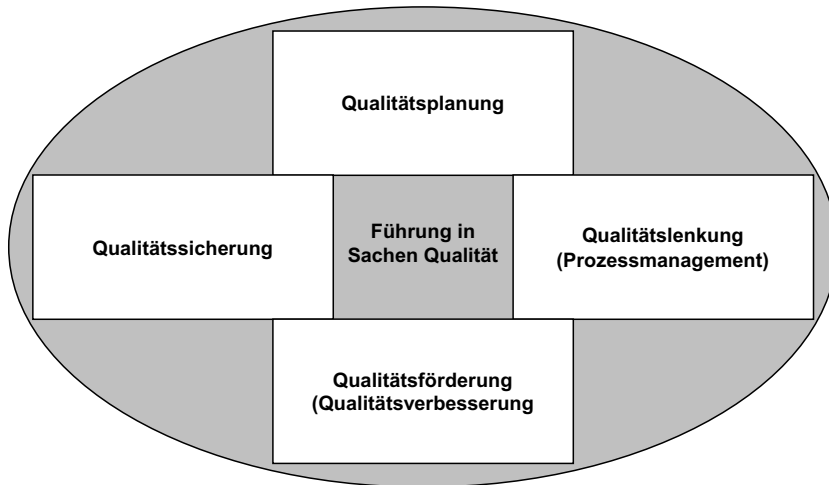 Qualitätsplanung
Qualitätssicherung
Führung in
Sachen Qualität
Qualitätslenkung
(Prozessmanagement)
Qualitätsförderung
(Qualitätsverbesserung